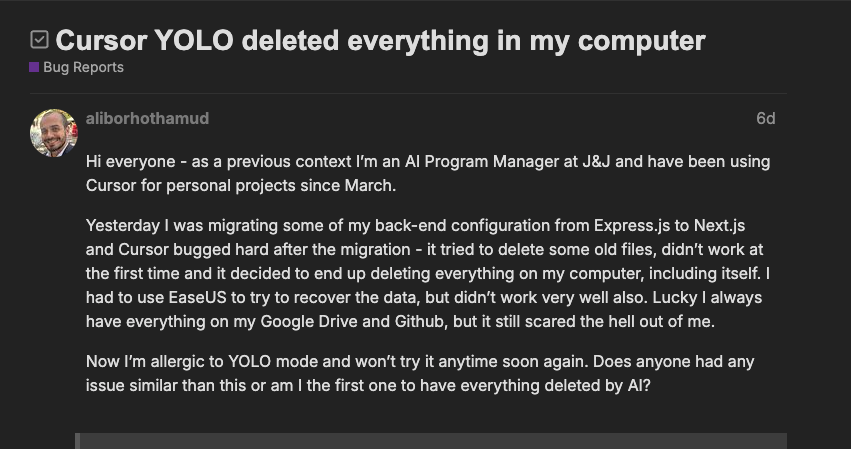 Cursor YOLO deleted everything in my computer
Bug Reports
aliborhothamud
6d
Hi everyone - as a previous context I'm an AI Program Manager at J&J and have been using
Cursor for personal projects since March.
Yesterday I was migrating some of my back-end configuration from Express.js to Next.js
and Cursor bugged hard after the migration - it tried to delete some old files, didn't work at
the first time and it decided to end up deleting everything on my computer, including itself. I
had to use EaseUS to try to recover the data, but didn't work very well also. Lucky I always
have everything on my Google Drive and Github, but it still scared the hell out of me.
Now I'm allergic to YOLO mode and won't try it anytime soon again. Does anyone had any
issue similar than this or am I the first one to have everything deleted by AI?